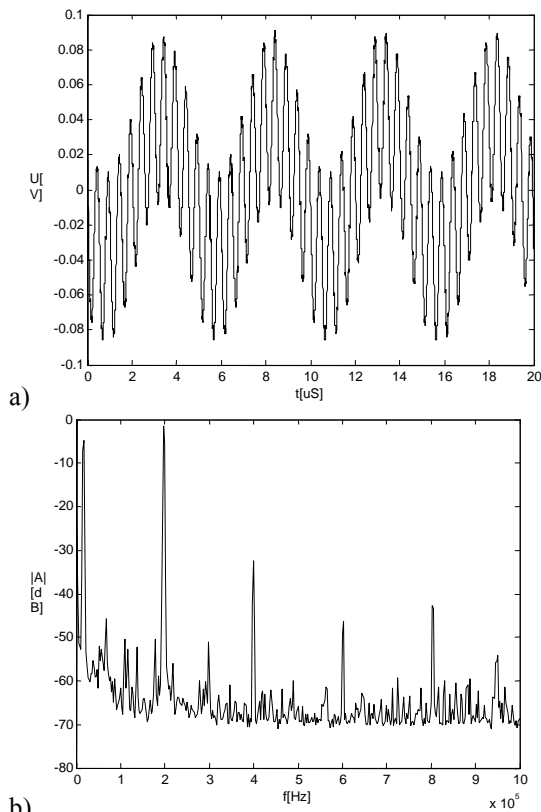 0.1
0.08
0.06
0.04
0.02
U[
V]
0
-0.02
-0.04
-0.06
-0.08
-0.1
0 2 4 6 8 10 12 14 16 18 20
t[uS]
a)
0
-10
-20
-30
|A|
[d
B]
-40
-50
-60
-70
-80
0 1 2 3 4 5 6 7 8 9 10
f[Hz]
x 10^5
b)